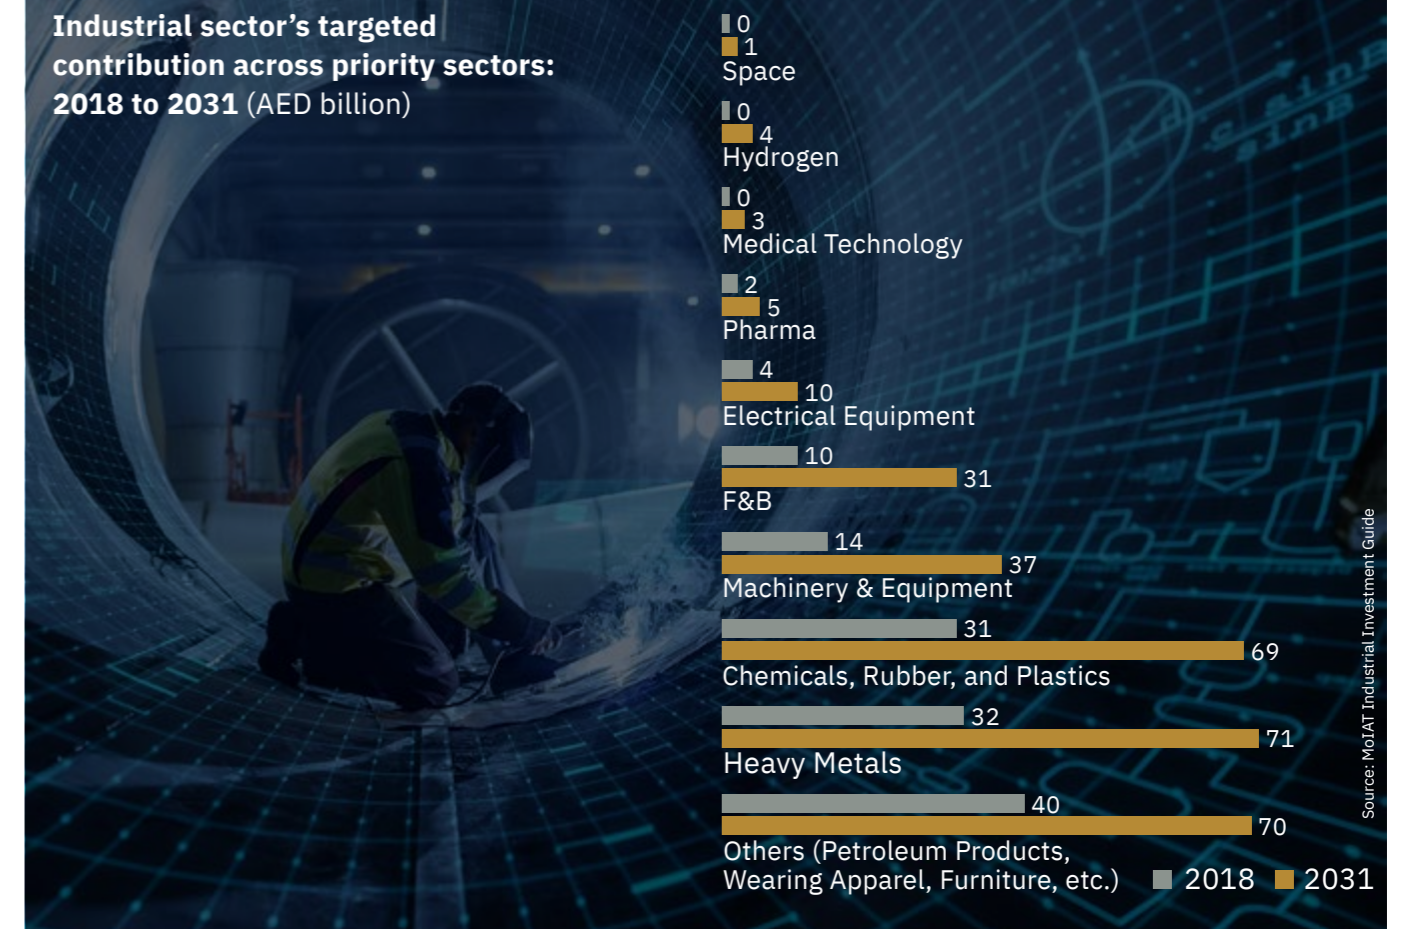 Industrial sector’s targeted
contribution across priority sectors:
2018 to 2031 (AED billion)
0
1
Space
0
4
Hydrogen
0
3
Medical Technology
2
5
Pharma
4
10
Electrical Equipment
10
31
F&B
14
37
Machinery & Equipment
31
69
Chemicals, Rubber, and Plastics
32
71
Heavy Metals
40
70
Others (Petroleum Products,
Wearing Apparel, Furniture, etc.)
2018 2031
Source: MoIAT Industrial Investment Guide
c sinB
sinB